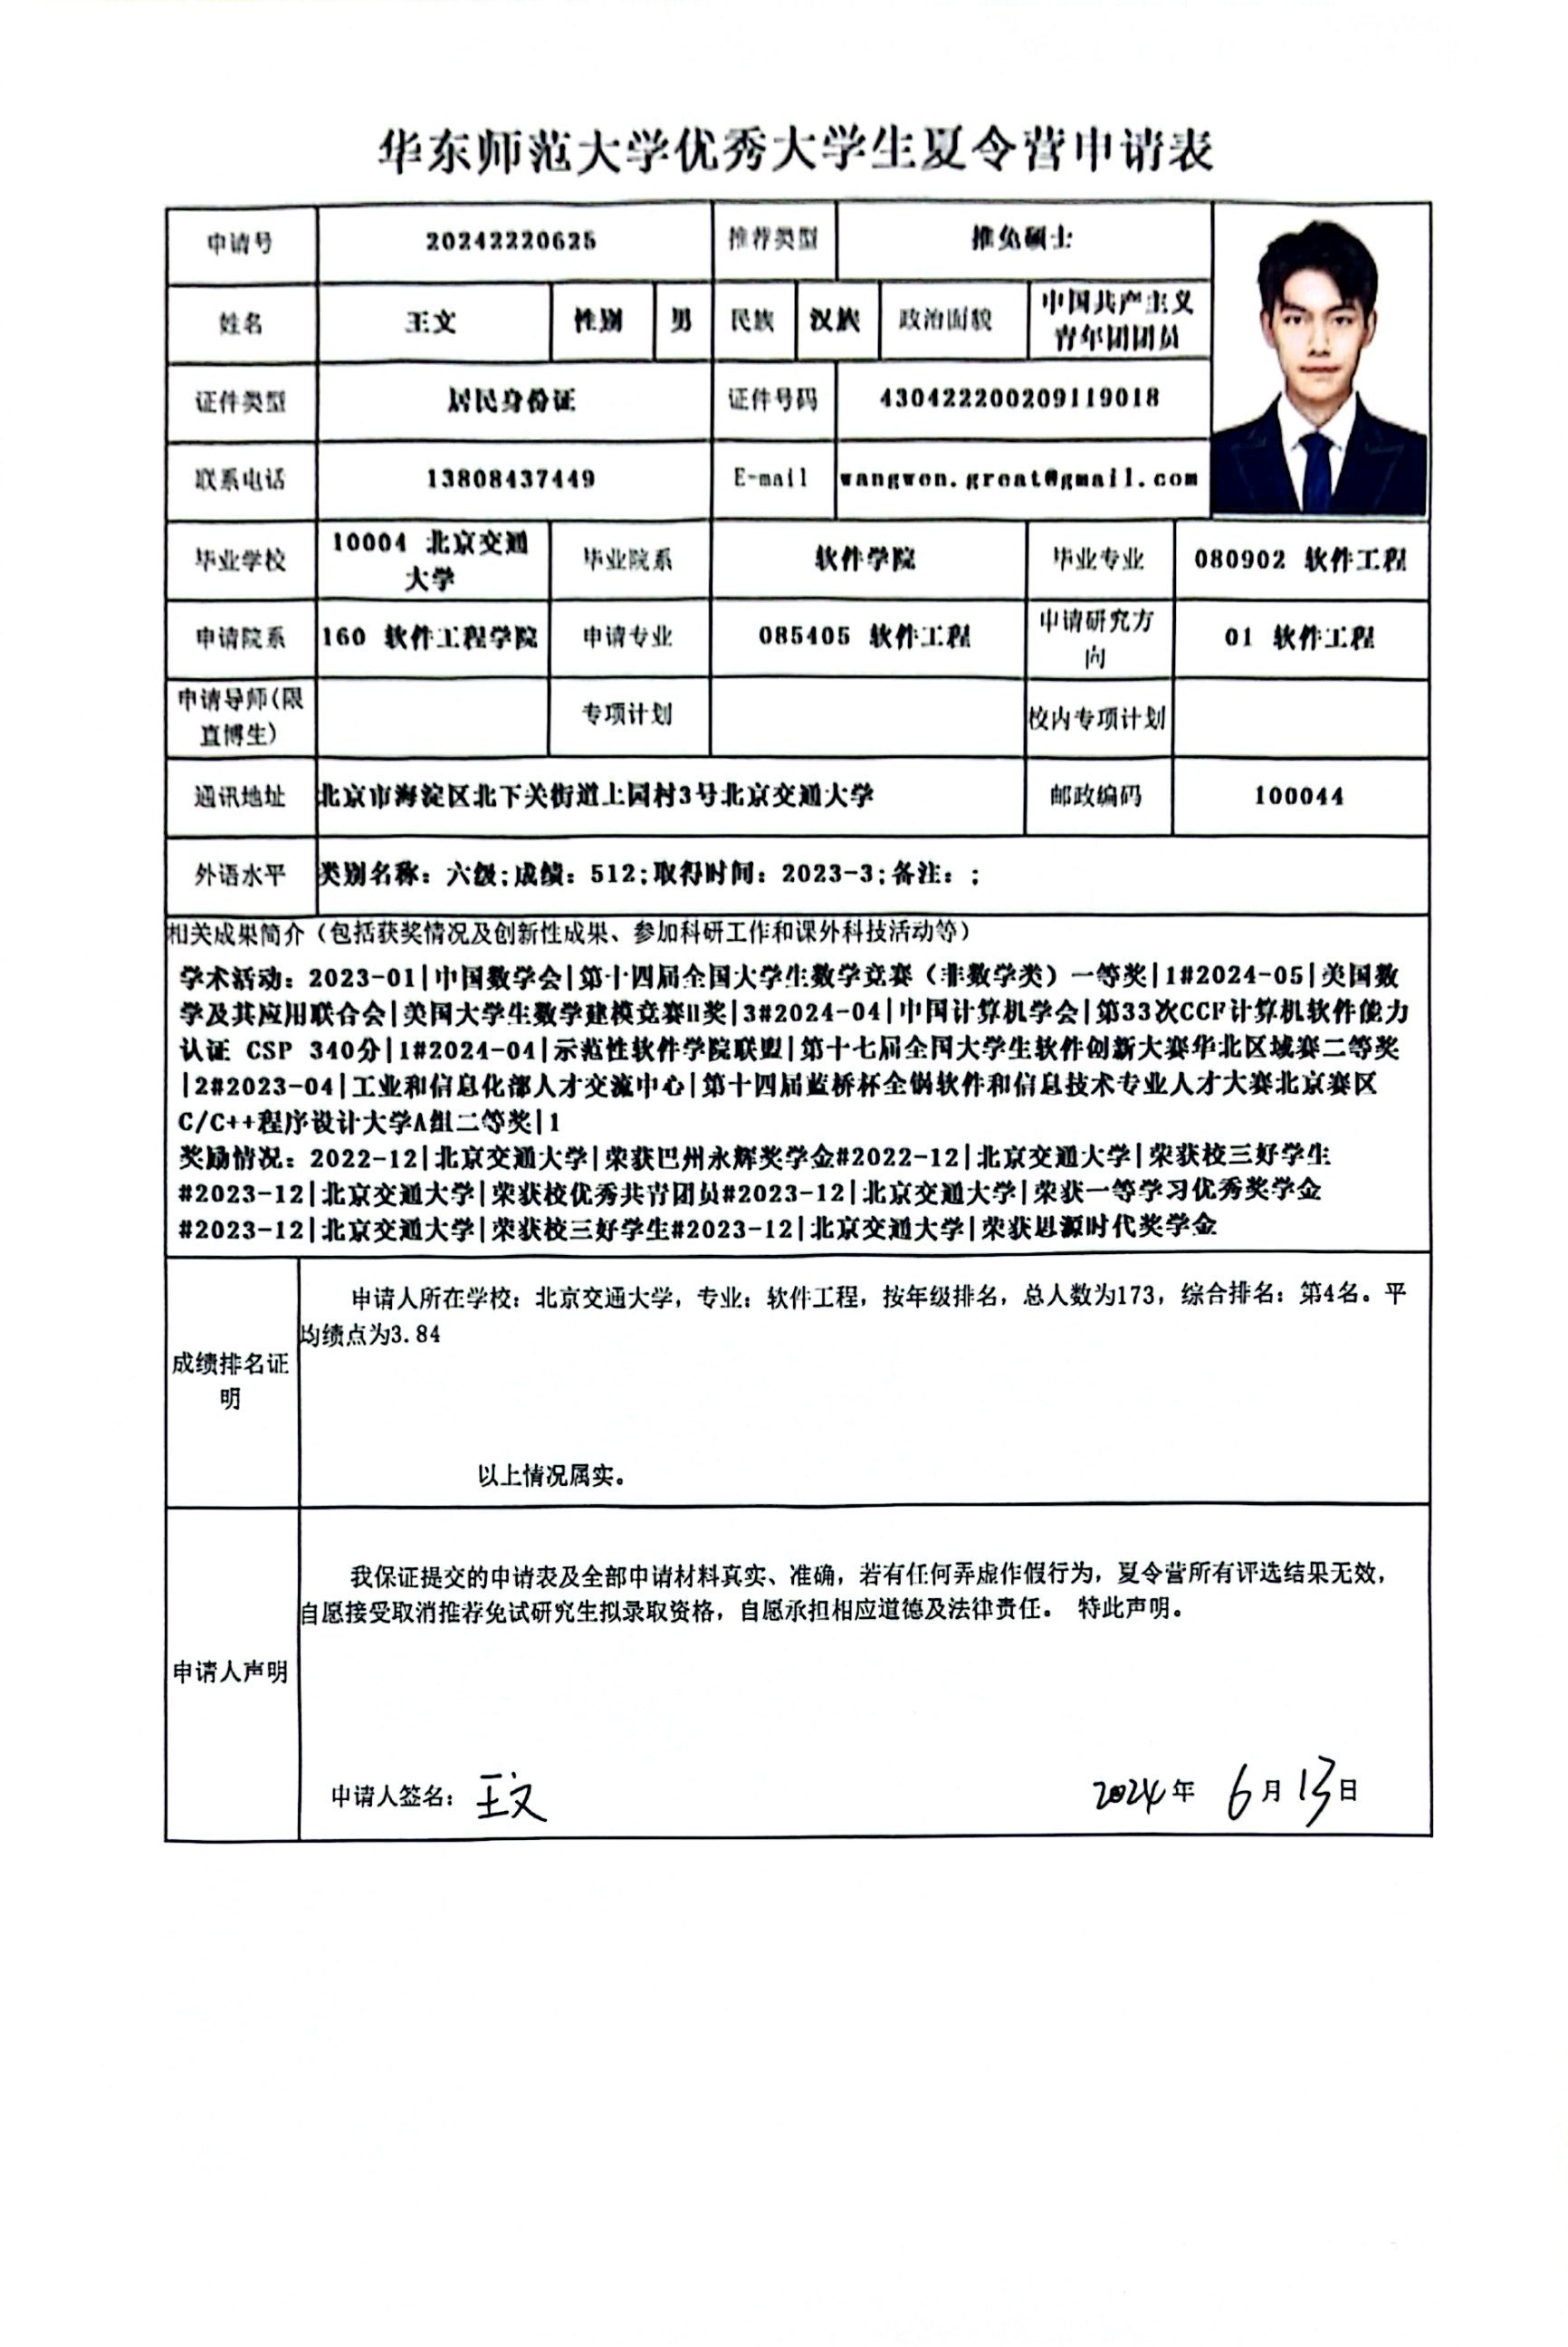 华东师范大学优秀大学生夏令营申请表
申请号 20242220625 推荐类型 推免硕士
姓名 王文 性别 男 民族 汉族 政治面貌 中国共产主义
青年团团员
证件类型 居民身份证 证件号码 430422200209119018
联系电话 13808437449 E-mail wangwen.great@gmail.com
毕业学校 10004 北京交通
大学 毕业院系 软件学院 毕业专业 080902 软件工程
申请院系 160 软件工程学院 申请专业 085405 软件工程 申请研究方
向 01 软件工程
申请导师(限
直博生) 专项计划 校内专项计划
通讯地址 北京市海淀区北下关街道上园村3号北京交通大学 邮政编码 100044
外语水平 类别名称：六级;成绩：512;取得时间：2023-3;备注：;
相关成果简介（包括获奖情况及创新性成果、参加科研工作和课外科技活动等）
学术活动：2023-01|中国数学会|第十四届全国大学生数学竞赛（非数学类）一等奖|1#2024-05|美国数
学及其应用联合会|美国大学生数学建模竞赛H奖|3#2024-04|中国计算机学会|第33次CCF计算机软件能力
认证 CSP 340分|1#2024-04|示范性软件学院联盟|第十七届全国大学生软件创新大赛华北区域赛二等奖
|2#2023-04|工业和信息化部人才交流中心|第十四届蓝桥杯全锅软件和信息技术专业人才大赛北京赛区
C/C++程序设计大学A组二等奖|1
奖励情况：2022-12|北京交通大学|荣获巴州永辉奖学金#2022-12|北京交通大学|荣获校三好学生
#2023-12|北京交通大学|荣获校优秀共青团员#2023-12|北京交通大学|荣获一等学习优秀奖学金
#2023-12|北京交通大学|荣获校三好学生#2023-12|北京交通大学|荣获思源时代奖学金
成绩排名证
明
申请人所在学校：北京交通大学，专业：软件工程，按年级排名，总人数为173，综合排名：第4名。平
均绩点为3.84
以上情况属实。
申请人声明
我保证提交的申请表及全部申请材料真实、准确，若有任何弄虚作假行为，夏令营所有评选结果无效，
自愿接受取消推荐免试研究生拟录取资格，自愿承担相应道德及法律责任。 特此声明。
申请人签名：王文 2024年 6月13日